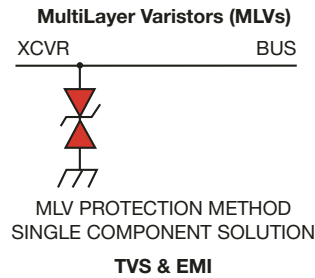 MultiLayer Varistors (MLVs)
XCVR BUS
MLV PROTECTION METHOD
SINGLE COMPONENT SOLUTION
TVS & EMI